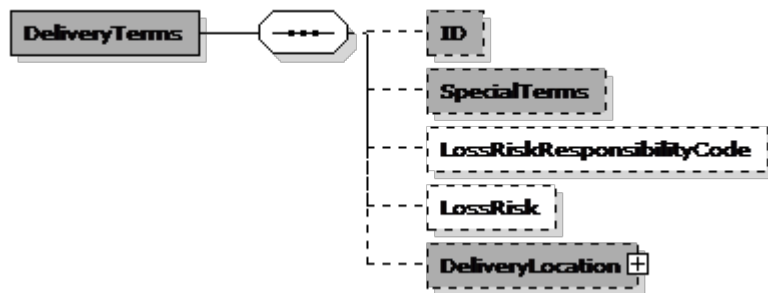 DeliveryTerms
ID
SpecialTerms
LossRiskResponsibilityCode
LossRisk
DeliveryLocation